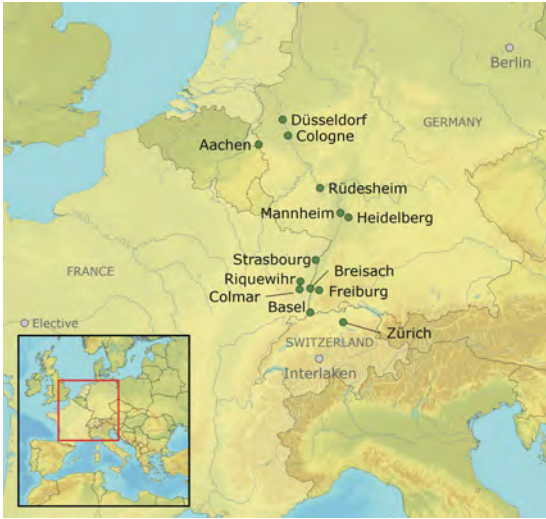 Berlin
Düsseldorf
GERMANY
Cologne
Aachen
Rüdesheim
Mannheim
Heidelberg
Strasbourg
FRANCE
Riquewihr
Breisach
Colmar
Freiburg
Basel
Elective
Zürich
SWITZERLAND
Interlaken